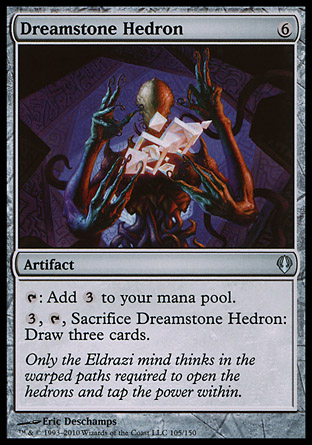 Dreamstone Hedron 6
Artifact
: Add 3 to your mana pool.
3, , Sacrifice Dreamstone Hedron:
Draw three cards.
Only the Eldrazi mind thinks in the
warped paths required to open the
hedrons and tap the power within.
Eric Deschamps
™ & © 1993–2010 Wizards of the Coast LLC 105/150